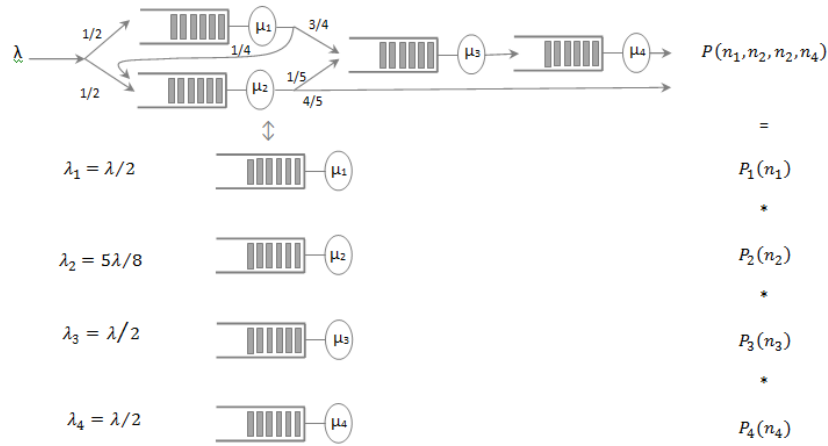 λ
1/2
1/2
μ1
1/4
3/4
μ2
1/5
4/5
μ3
μ4
P(n1, n2, n2, n4)
=
λ1 = λ/2
μ1
P1(n1)
*
λ2 = 5λ/8
μ2
P2(n2)
*
λ3 = λ/2
μ3
P3(n3)
*
λ4 = λ/2
μ4
P4(n4)